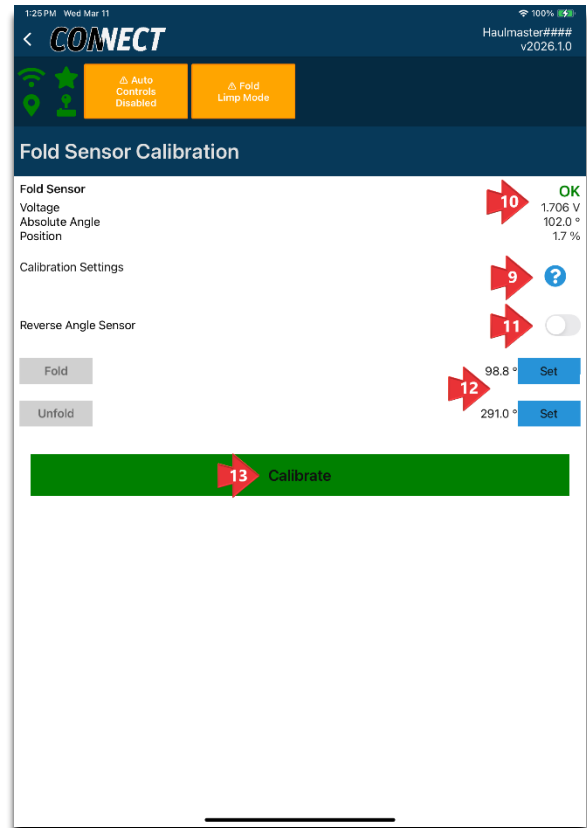 1:25 PM Wed Mar 11
100%
CONNECT
Haulmaster####
v2026.1.0
⚠ Auto
Controls
Disabled
⚠ Fold
Limp Mode
Fold Sensor Calibration
Fold Sensor
OK
10
Voltage
1.706 V
Absolute Angle
102.0 °
Position
1.7 %
Calibration Settings
9
?
Reverse Angle Sensor
11
Fold
98.8 °
Set
12
Unfold
291.0 °
Set
13
Calibrate